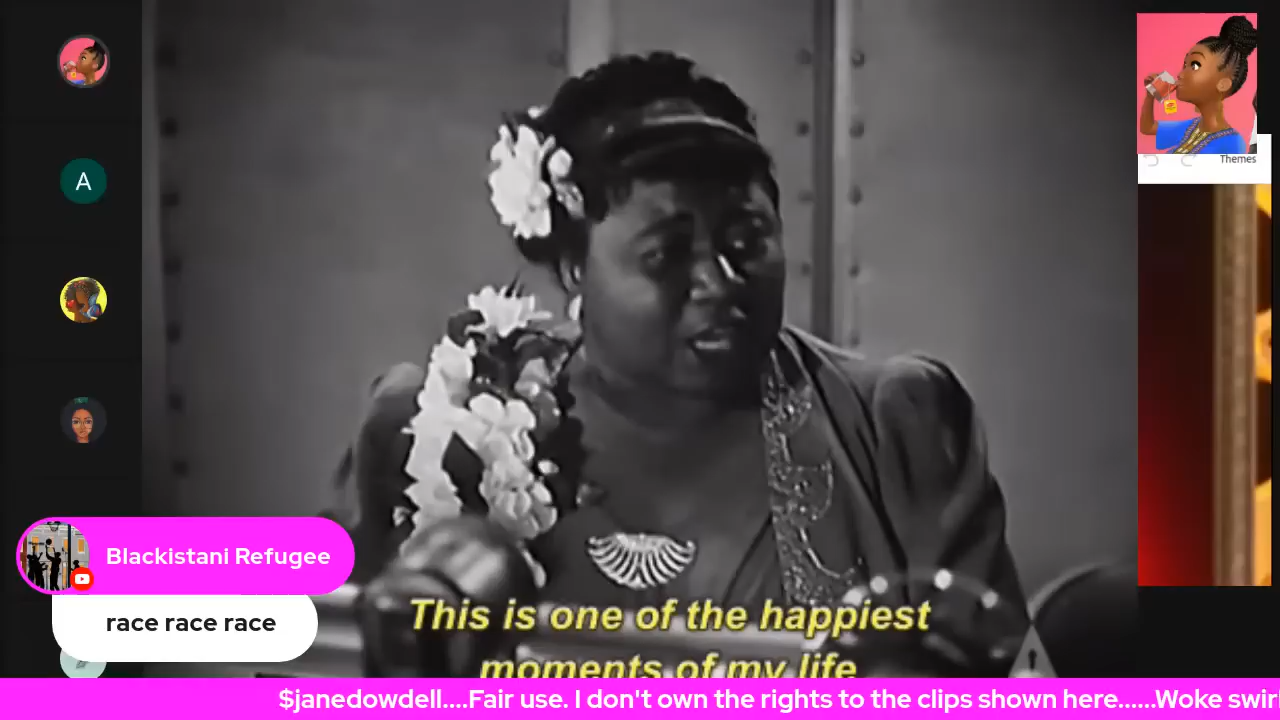 A
Themes
Blackistani Refugee
race race race
This is one of the happiest
moments of my life
$janedowdell....Fair use. I don't own the rights to the clips shown here......Woke swir